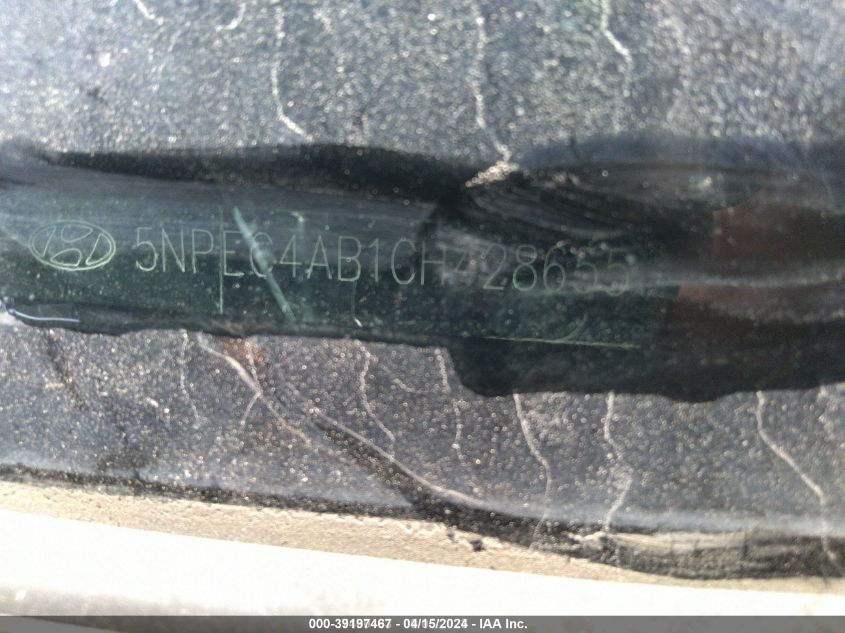 5NPEC4AB1CH428655
000-39197467 - 04/15/2024 - IAA Inc.